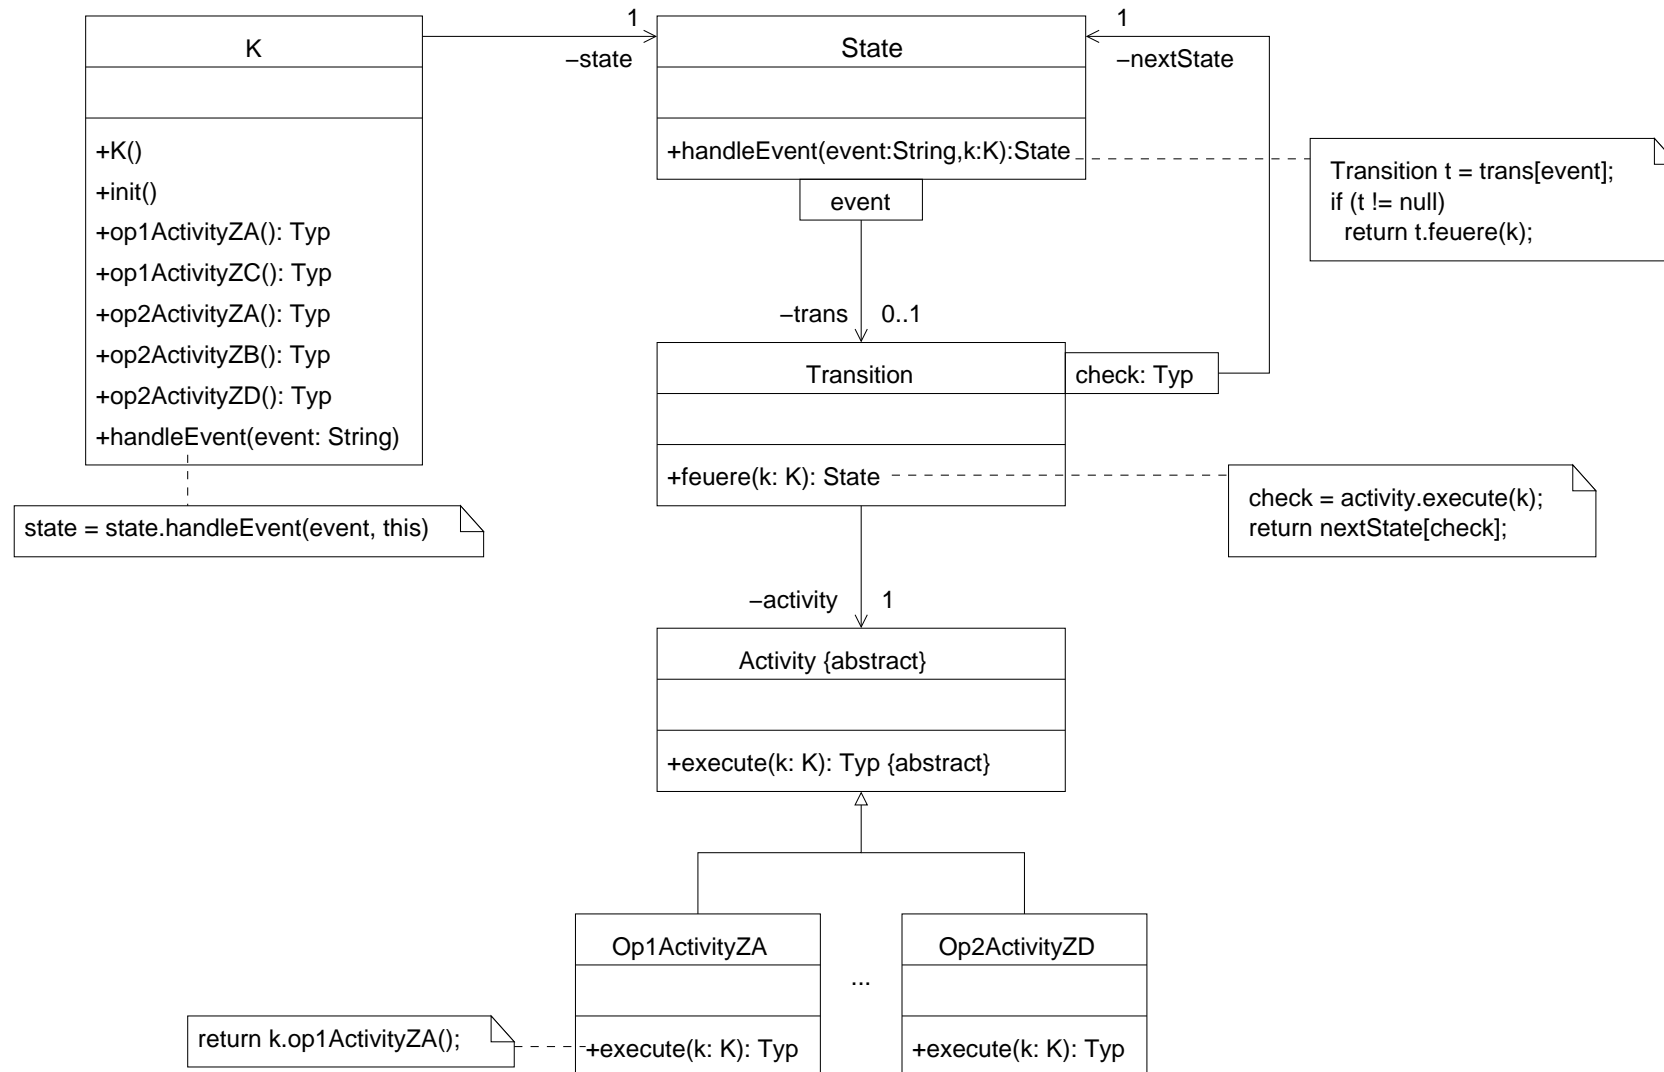 K
+K()
+init()
+op1ActivityZA(): Typ
+op1ActivityZC(): Typ
+op2ActivityZA(): Typ
+op2ActivityZB(): Typ
+op2ActivityZD(): Typ
+handleEvent(event: String)
state = state.handleEvent(event, this)
1
–state
State
+handleEvent(event:String,k:K):State
event
1
–nextState
Transition t = trans[event];
if (t != null)
return t.feuere(k);
–trans
0..1
Transition
check: Typ
+feuere(k: K): State
check = activity.execute(k);
return nextState[check];
–activity
1
Activity {abstract}
+execute(k: K): Typ {abstract}
Op1ActivityZA
+execute(k: K): Typ
...
Op2ActivityZD
+execute(k: K): Typ
return k.op1ActivityZA();